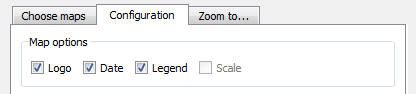 Choose maps Configuration Zoom to...
Map options
Logo Date Legend Scale